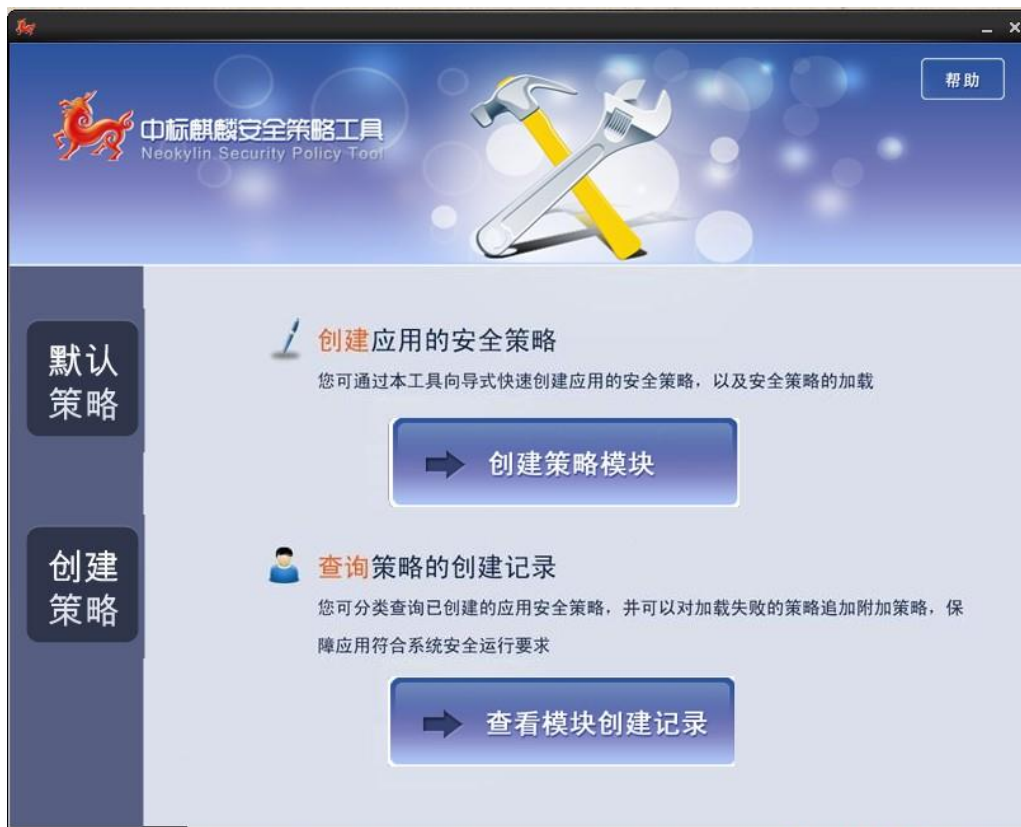 帮助
中标麒麟安全策略工具
Neokylin Security Policy Tool
默认
策略
创建应用的安全策略
您可通过本工具向导式快速创建应用的安全策略，以及安全策略的加载
创建策略模块
创建
策略
查询策略的创建记录
您可分类查询已创建的应用安全策略，并可以对加载失败的策略追加附加策略，保
障应用符合系统安全运行要求
查看模块创建记录